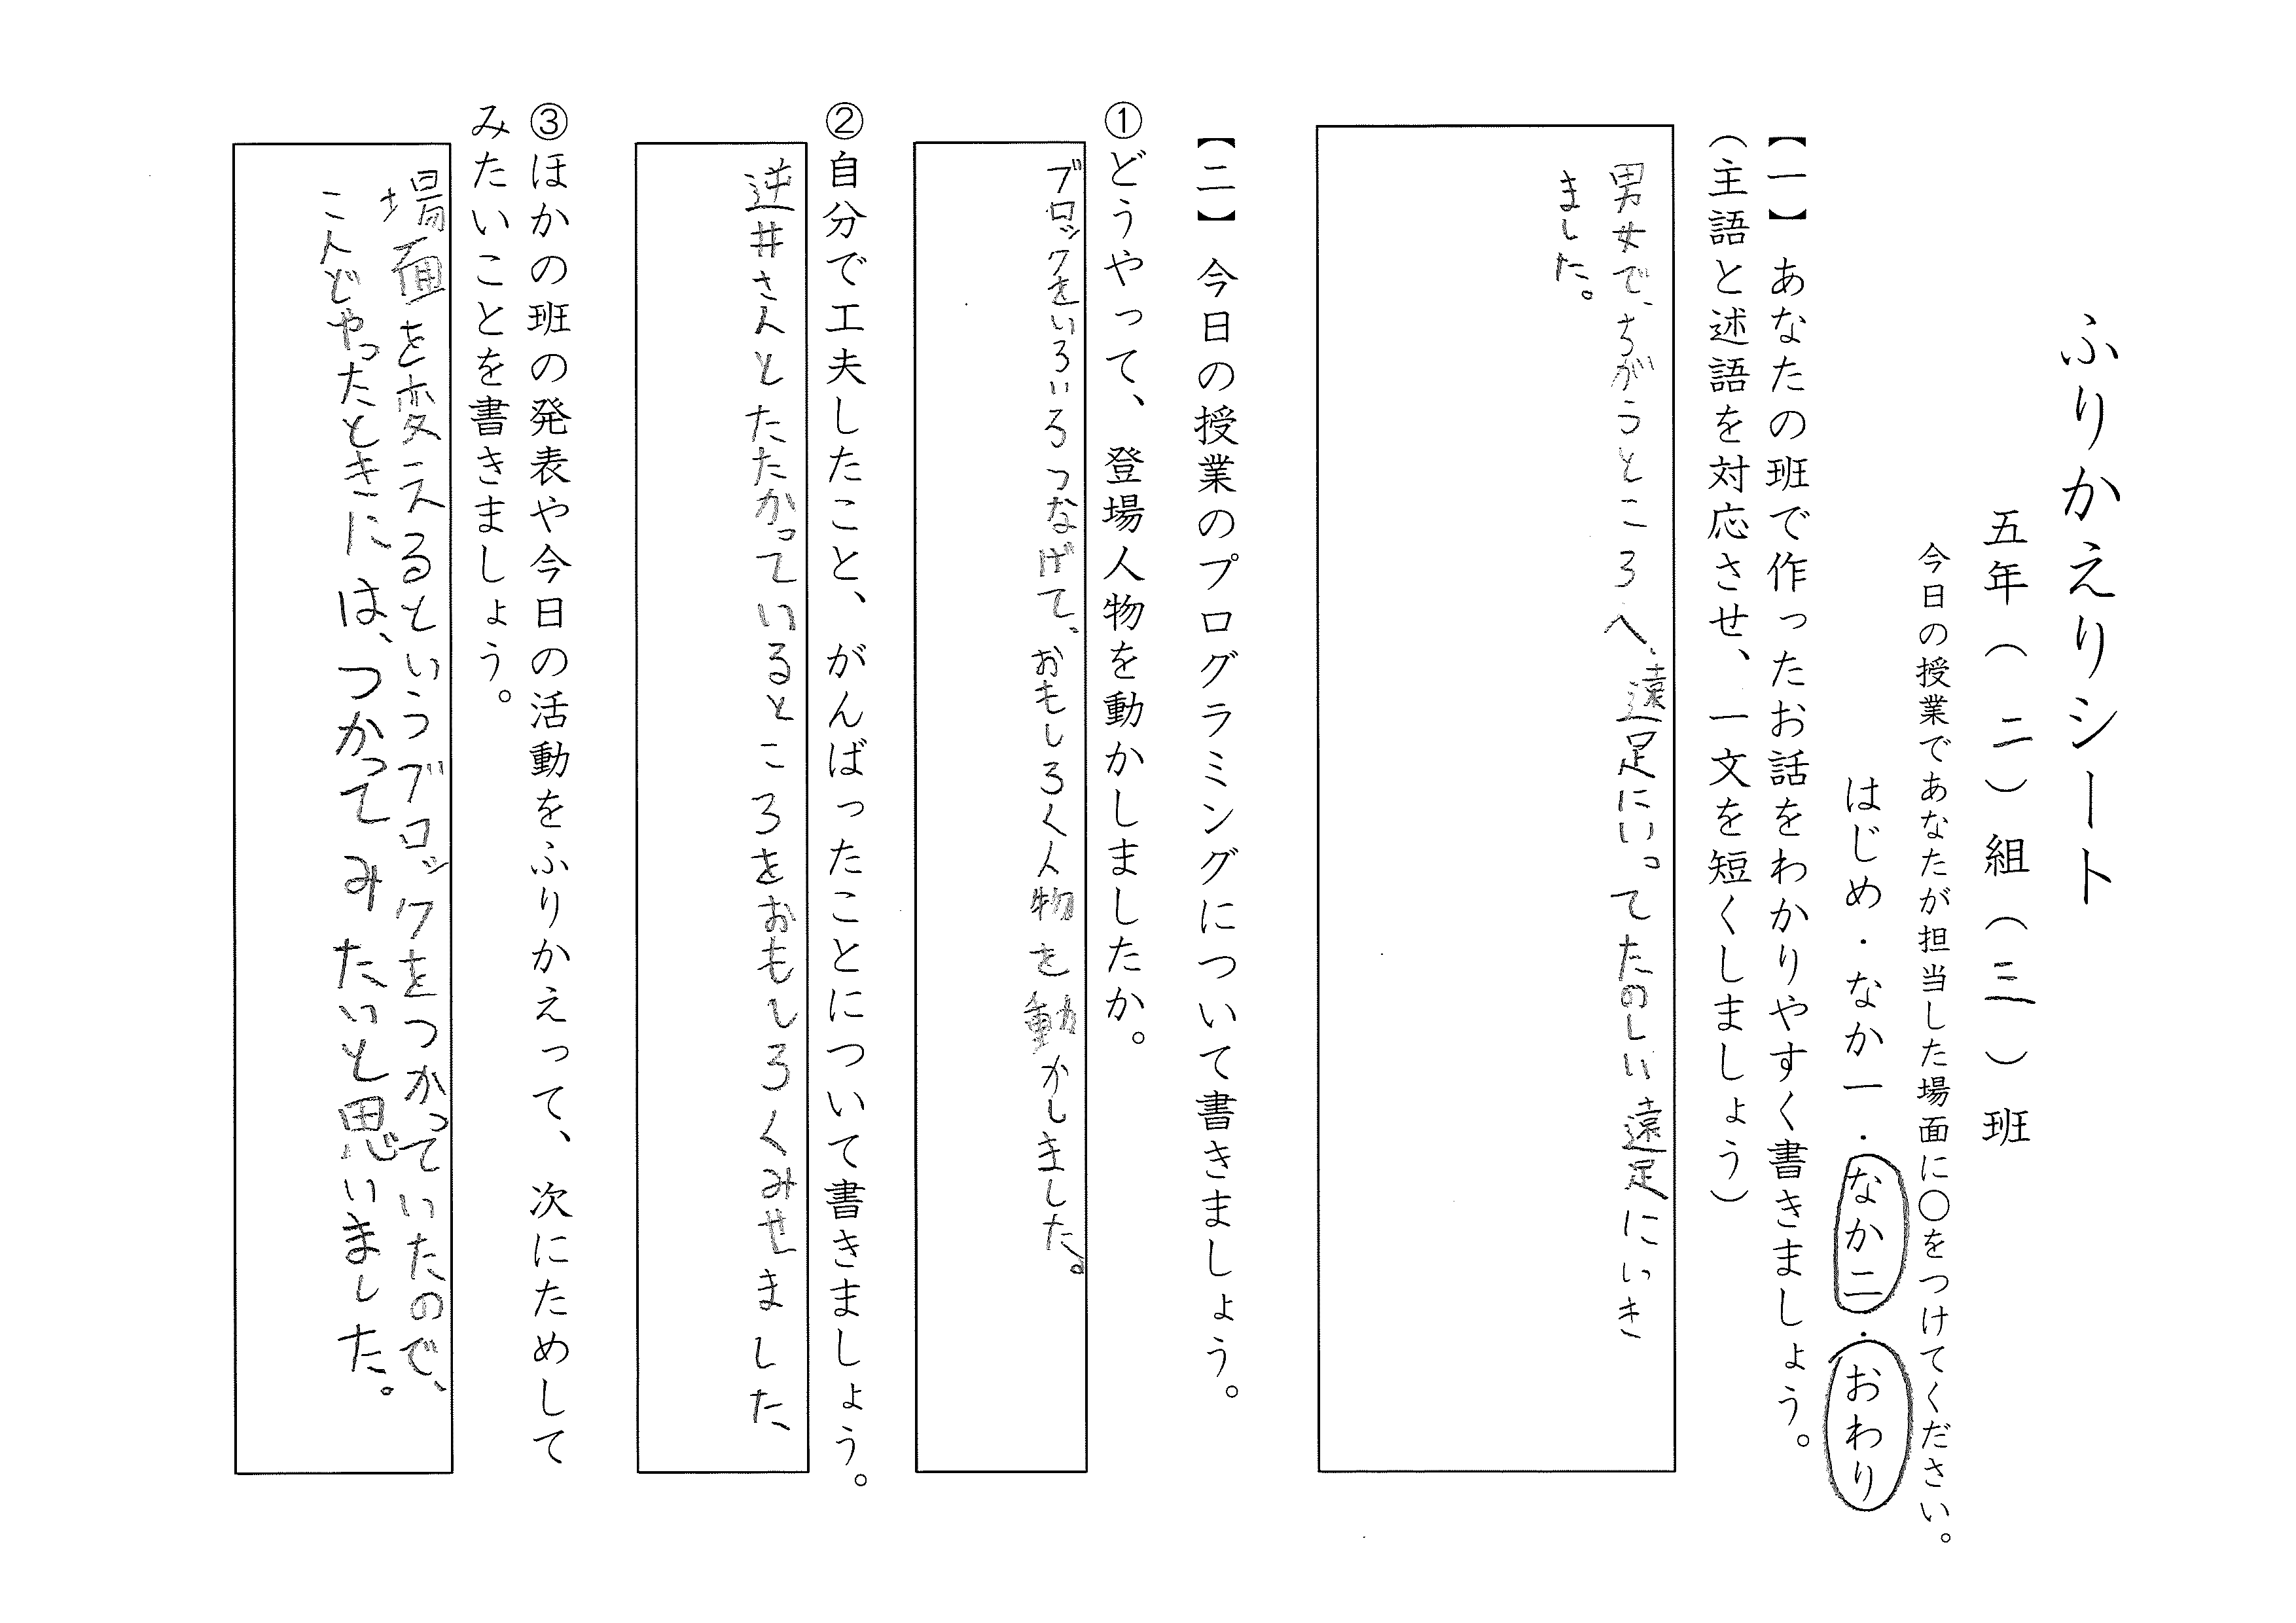 ふりかえりシート
五年（二）組（三）班
今日の授業であなたが担当した場面に〇をつけてください。
はじめ・なか一・なか二・おわり
【一】あなたの班で作ったお話をわかりやすく書きましょう。
（主語と述語を対応させ、一文を短くしましょう）
男女で、ちがうところへ、遠足にいってたのしい遠足にいき
ました。
【二】今日の授業のプログラミングについて書きましょう。
①どうやって、登場人物を動かしましたか。
ブロックをいろいろつなげて、おもしろく人物を動かしました。
②自分で工夫したこと、がんばったことについて書きましょう。
逆井さんとたたかっているところをおもしろくみせました、
③ほかの班の発表や今日の活動をふりかえって、次にためして
みたいことを書きましょう。
場面を変えるというブロックをつかっていたので、
こんどやったときには、つかってみたいと思いました。